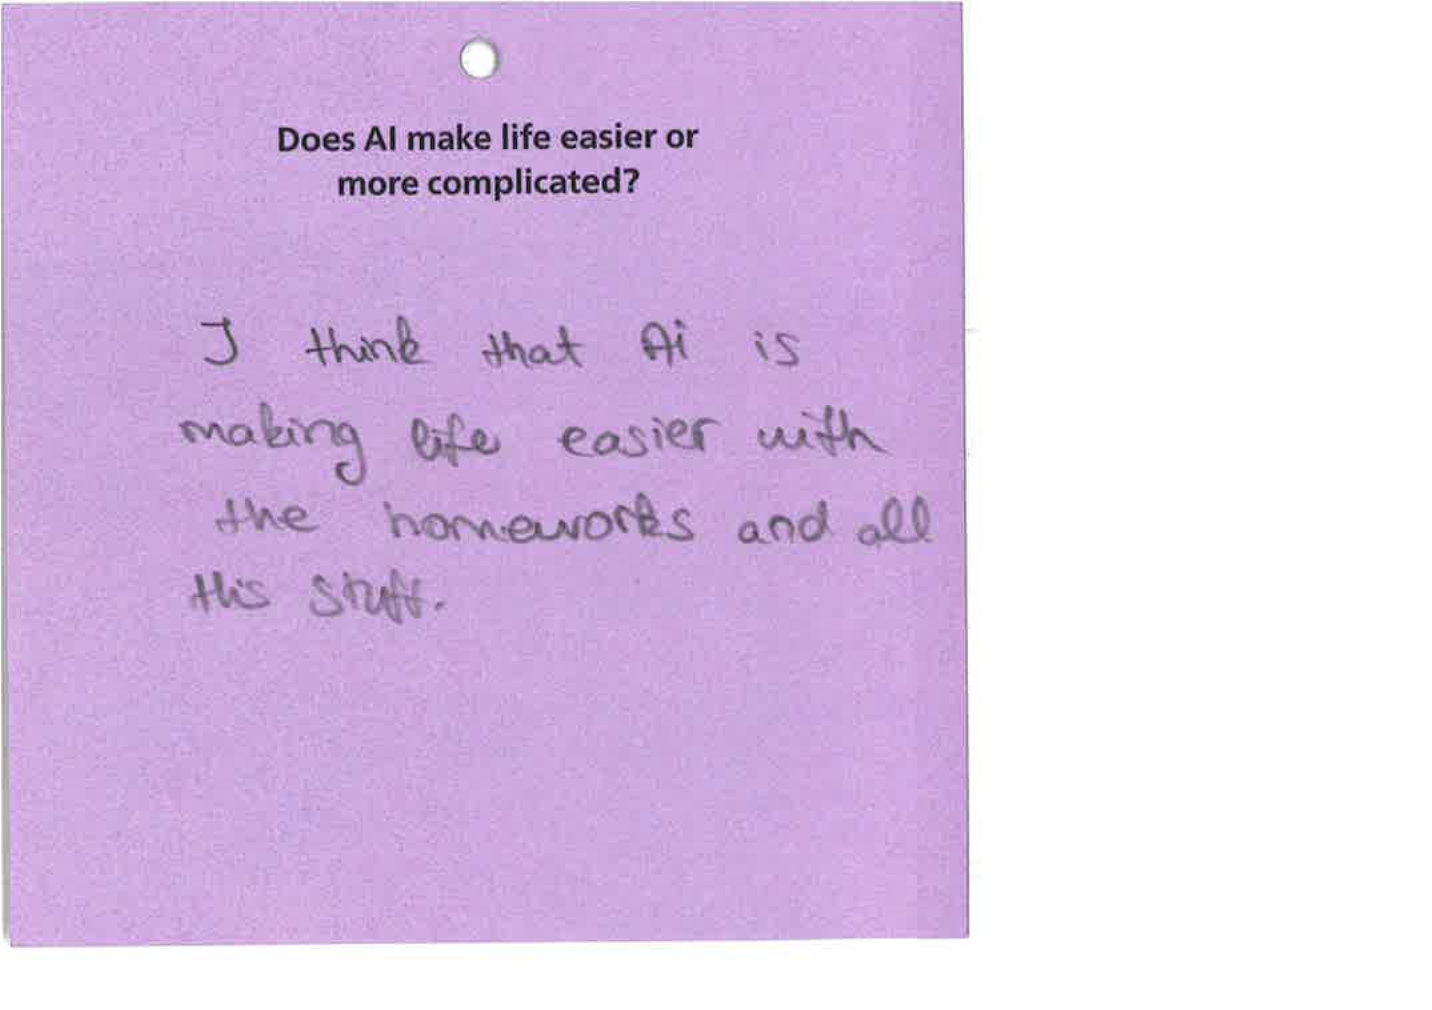 Does AI make life easier or
more complicated?
I think that Ai is
making life easier with
the homeworks and all
this stuff.